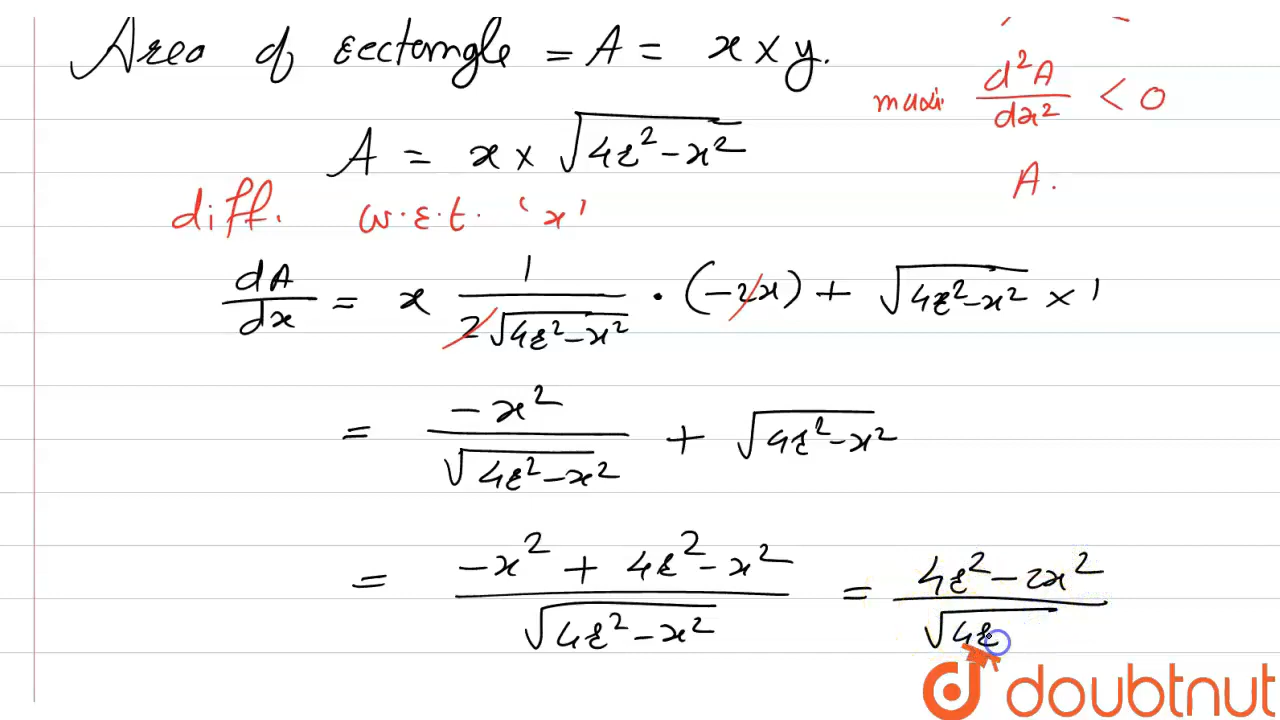 Area of rectangle = A = x × y.
maxi. d²A/dx² < 0
A = x × √(4r² - x²)
A.
diff. w.r.t. 'x'
dA/dx = x 1/(2√(4r² - x²)) · (-2x) + √(4r² - x²) × 1
= -x²/√(4r² - x²) + √(4r² - x²)
= (-x² + 4r² - x²)/√(4r² - x²) = (4r² - 2x²)/√(4r
doubtnut